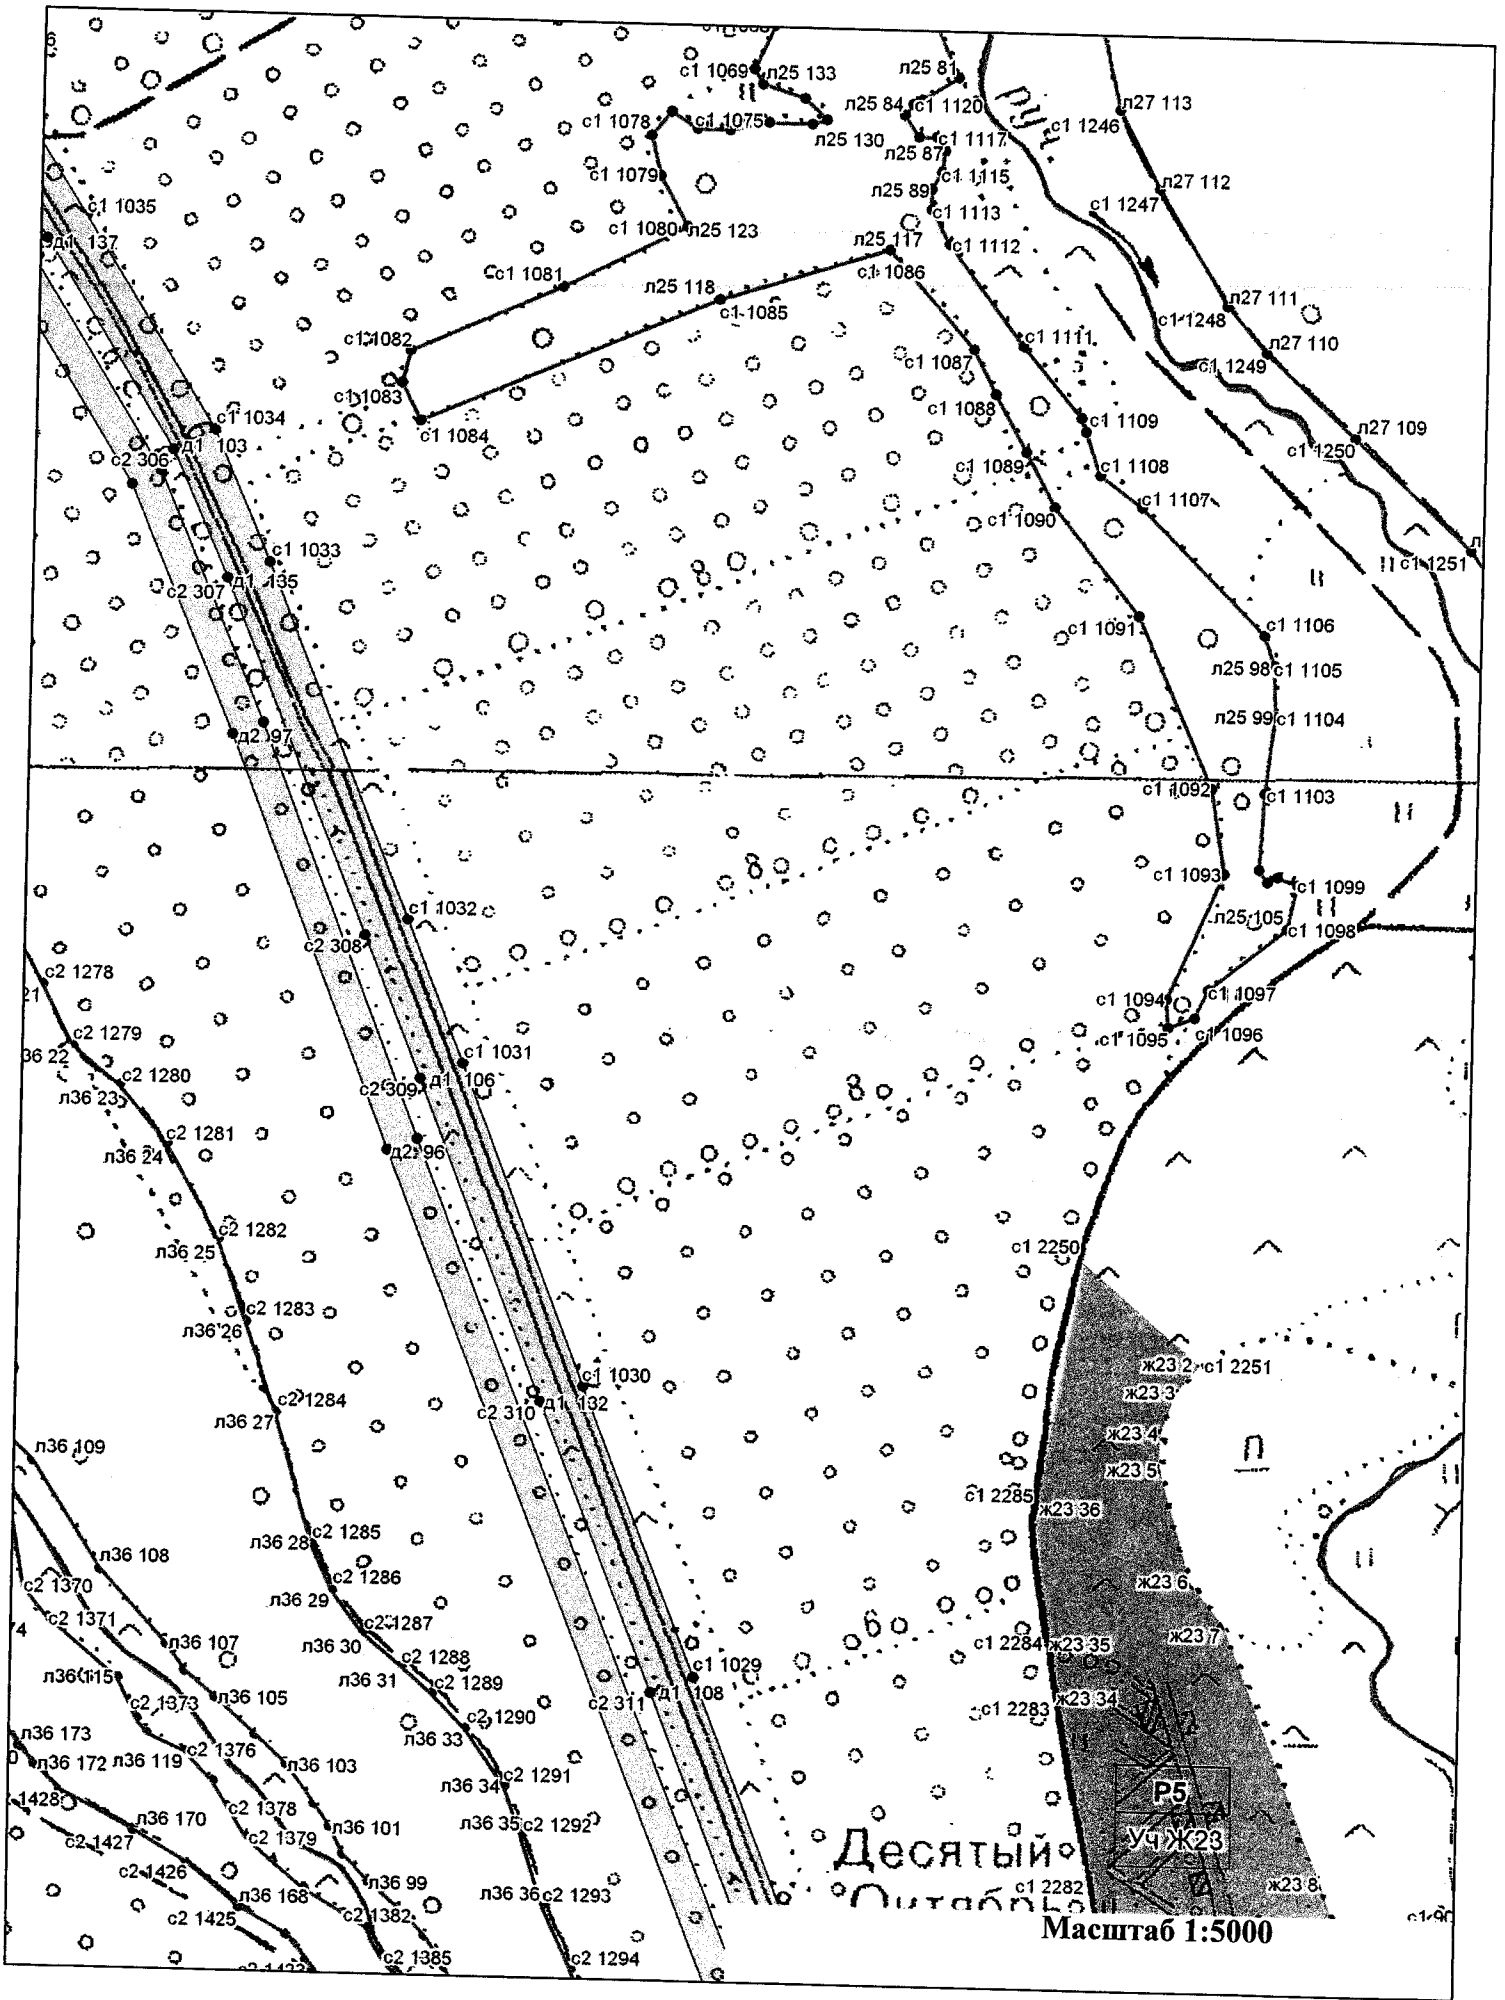 с1 1069
л25 133
л25 81
л25 84
с1 1120
с1 1078
с1 1075
л25 130
л25 87
с1 1117
с1 1246
л27 113
руч.
с1 1079
л25 89
с1 1115
л27 112
с1 1035
с1 1080
л25 123
с1 1113
с1 1247
д1 137
л25 117
с1 1112
с1 1086
с1 1081
л25 118
с1 1085
л27 111
с1 1248
с1 1082
с1 1111
л27 110
с1 1087
с1 1249
с1 1083
с1 1088
с1 1034
с1 1084
с1 1109
л27 109
д1 103
с1 1250
с2 306
с1 1089
с1 1108
с1 1107
с1 1090
с1 1033
с1 1251
д1 135
с2 307
с1 1091
с1 1106
л25 98
с1 1105
л25 99
с1 1104
д2 97
с1 1092
с1 1103
с1 1093
с1 1099
с1 1032
л25 105
с1 1098
с2 308
с2 1278
21
с1 1094
с1 1097
с2 1279
с1 1095
с1 1096
36 22
с1 1031
с2 1280
д1 106
с2 309
л36 23
с2 1281
л36 24
д2 96
с2 1282
л36 25
с1 2250
с2 1283
л36 26
ж23 2
с1 2251
с1 1030
ж23 3
с2 1284
д1 132
л36 27
с2 310
ж23 4
л36 109
П
ж23 5
с1 2285
ж23 36
с2 1285
л36 28
л36 108
с2 1286
ж23 6
с2 1370
л36 29
с2 1371
с2 1287
74
л36 30
ж23 7
л36 107
с1 2284
ж23 35
с2 1288
л36 115
л36 31
с2 1289
с1 1029
д1 108
л36 105
с2 1373
с2 311
ж23 34
с1 2283
с2 1290
л36 173
л36 33
с2 1376
л36 172
л36 119
л36 103
с2 1291
л36 34
Р5
1428
с2 1378
л36 170
л36 35
с2 1292
с2 1427
с2 1379
л36 101
Уч Ж23
Десятый
с2 1426
л36 99
с1 2282
ж23 8
л36 168
л36 36
с2 1293
Октябрь
с2 1425
с2 1382
Масштаб 1:5000
с2 1385
с2 1294